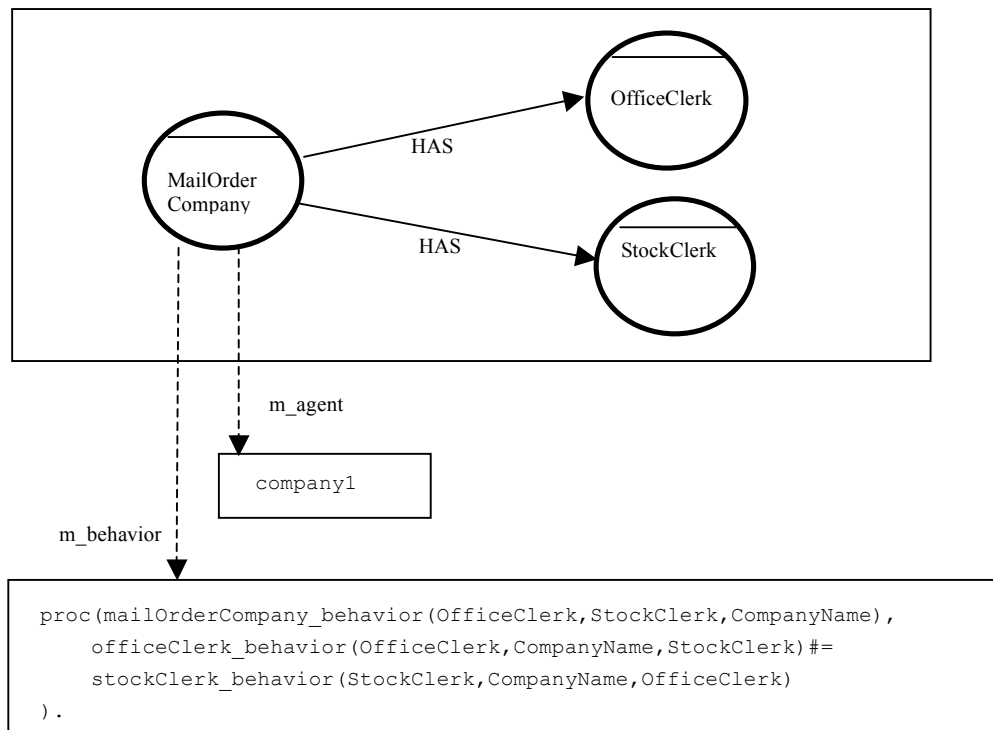 OfficeClerk
HAS
MailOrder
Company
HAS
StockClerk
m_agent
company1
m_behavior
proc(mailOrderCompany_behavior(OfficeClerk,StockClerk,CompanyName),
officeClerk_behavior(OfficeClerk,CompanyName,StockClerk)#=
stockClerk_behavior(StockClerk,CompanyName,OfficeClerk)
).